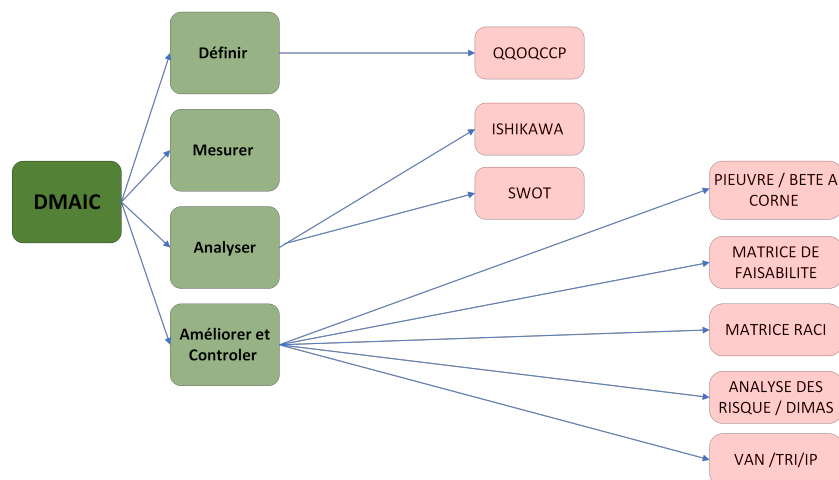 DMAIC
Définir
Mesurer
Analyser
Améliorer et
Controler
QQOQCCP
ISHIKAWA
SWOT
PIEUVRE / BETE A
CORNE
MATRICE DE
FAISABILITE
MATRICE RACI
ANALYSE DES
RISQUE / DIMAS
VAN /TRI/IP